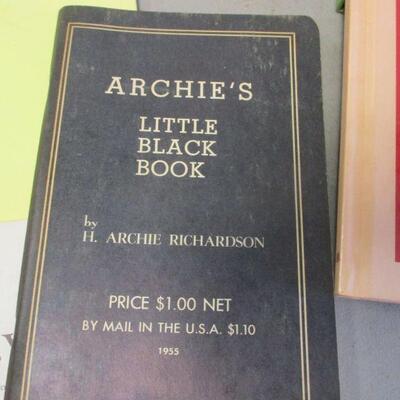 ARCHIE'S
LITTLE
BLACK
BOOK
by
H. ARCHIE RICHARDSON
PRICE $1.00 NET
BY MAIL IN THE U.S.A. $1.10
1955